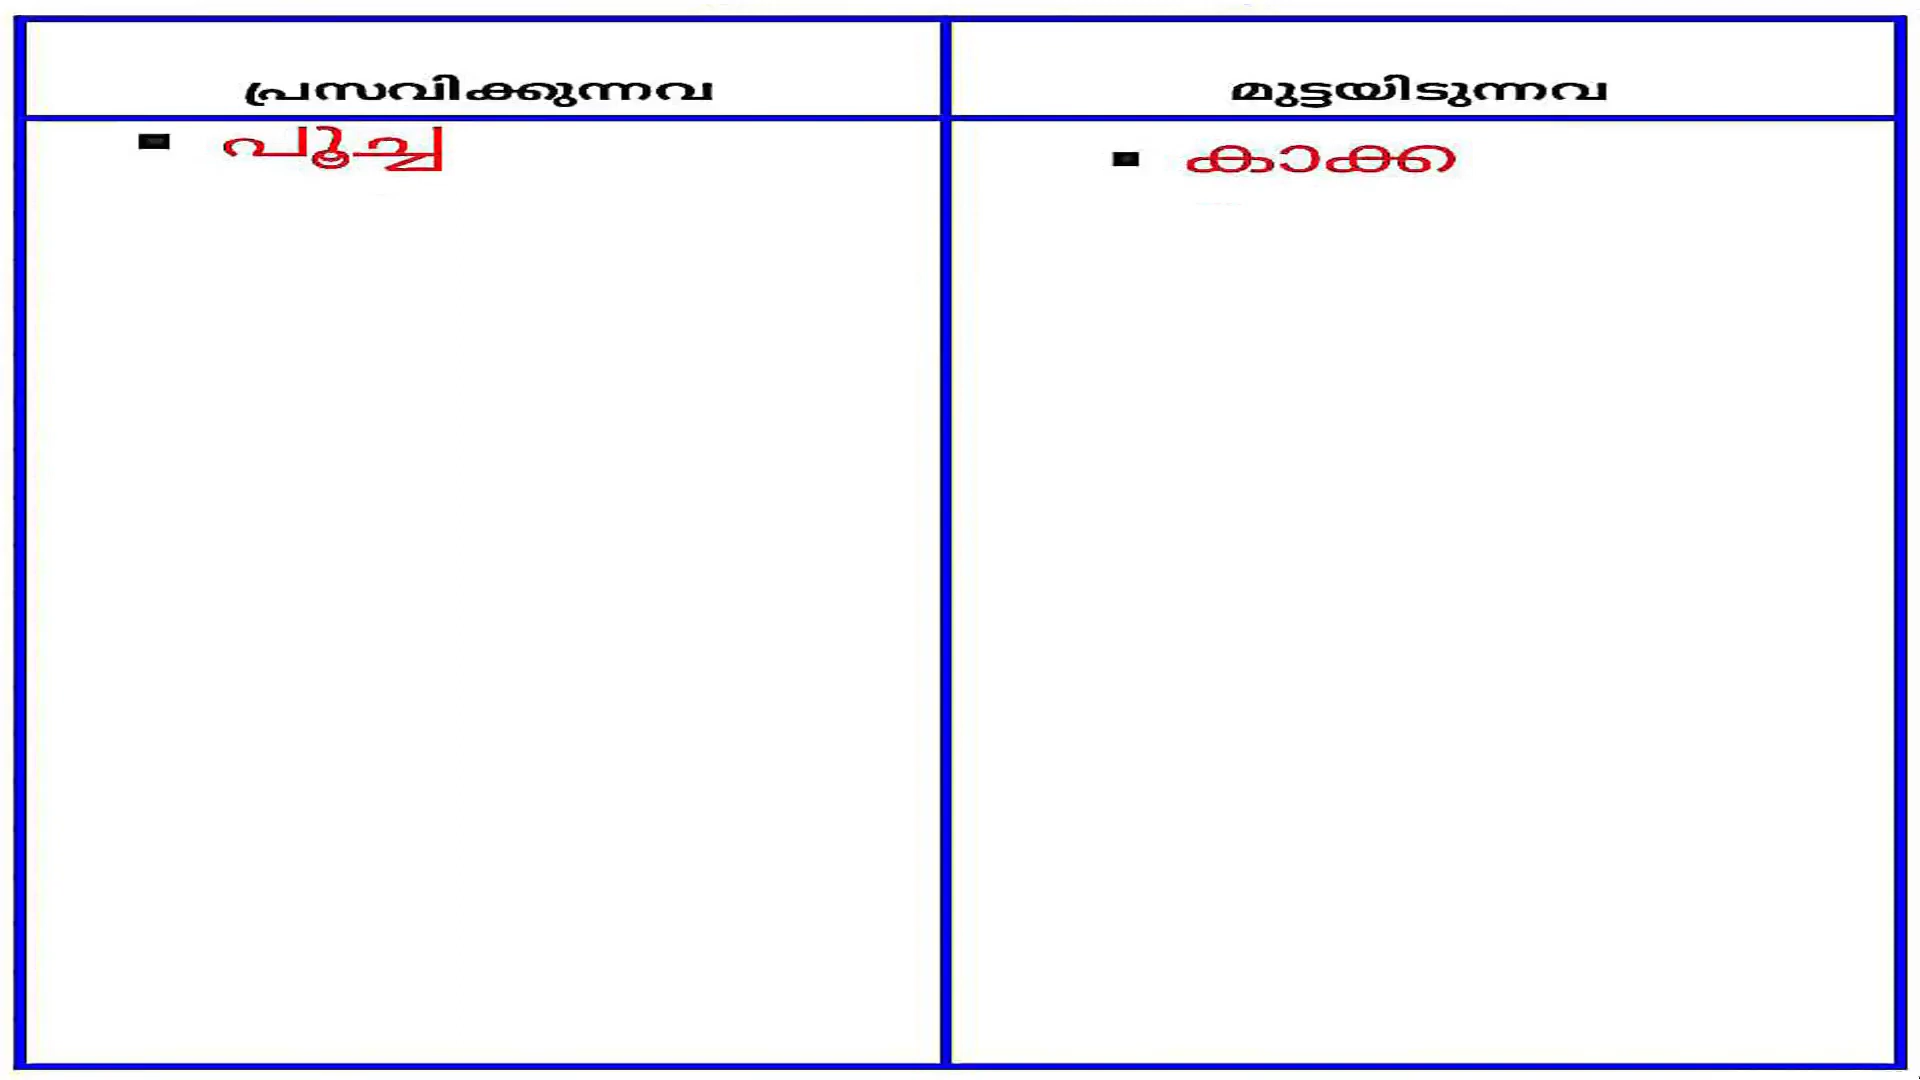 പ്രസവിക്കുന്നവ
മുട്ടയിടുന്നവ
▪ പൂച്ച
▪ കാക്ക